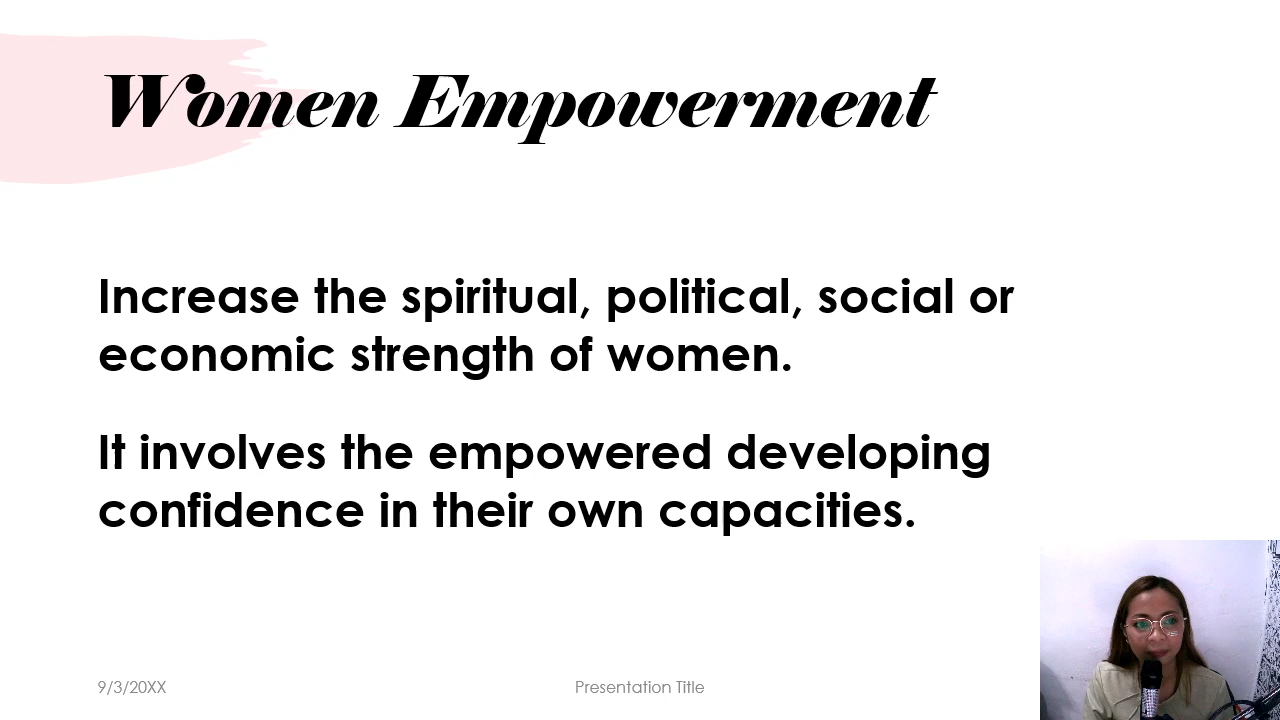 Women Empowerment
Increase the spiritual, political, social or
economic strength of women.
It involves the empowered developing
confidence in their own capacities.
9/3/20XX
Presentation Title